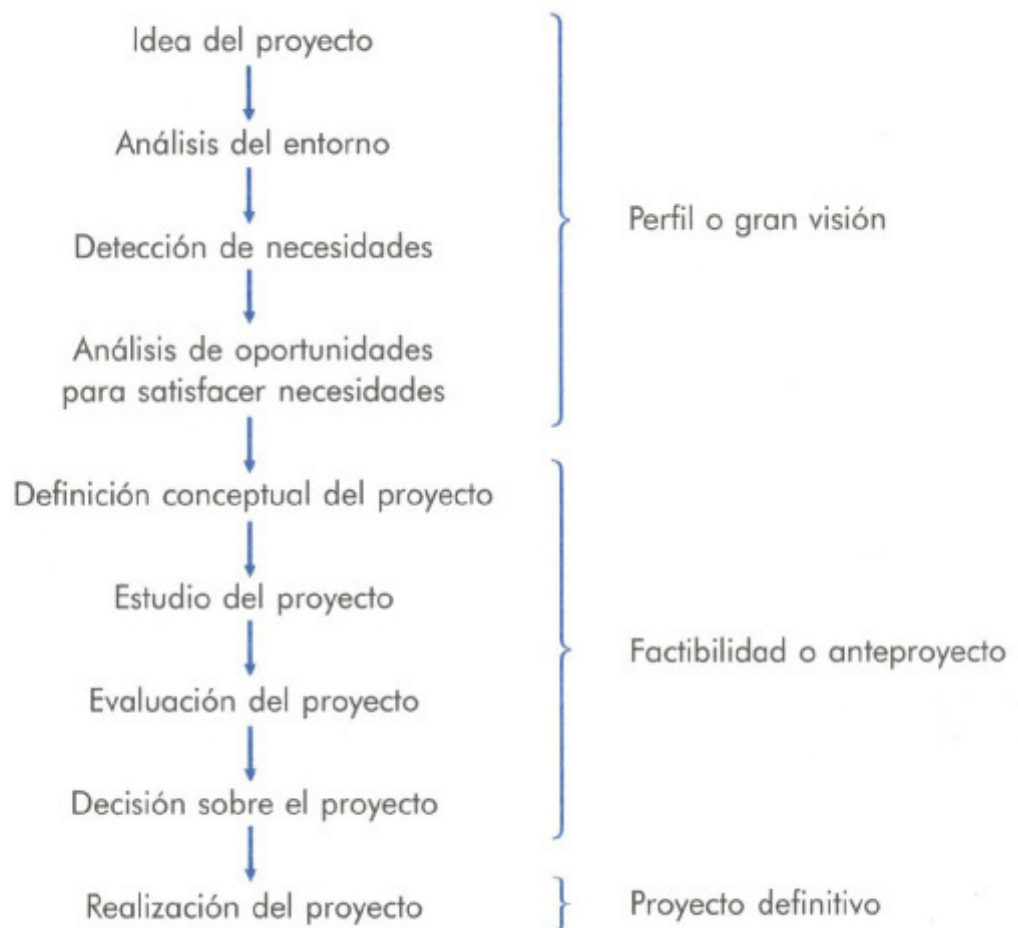 Idea del proyecto
Análisis del entorno
Perfil o gran visión
Detección de necesidades
Análisis de oportunidades
para satisfacer necesidades
Definición conceptual del proyecto
Estudio del proyecto
Factibilidad o anteproyecto
Evaluación del proyecto
Decisión sobre el proyecto
Realización del proyecto
Proyecto definitivo